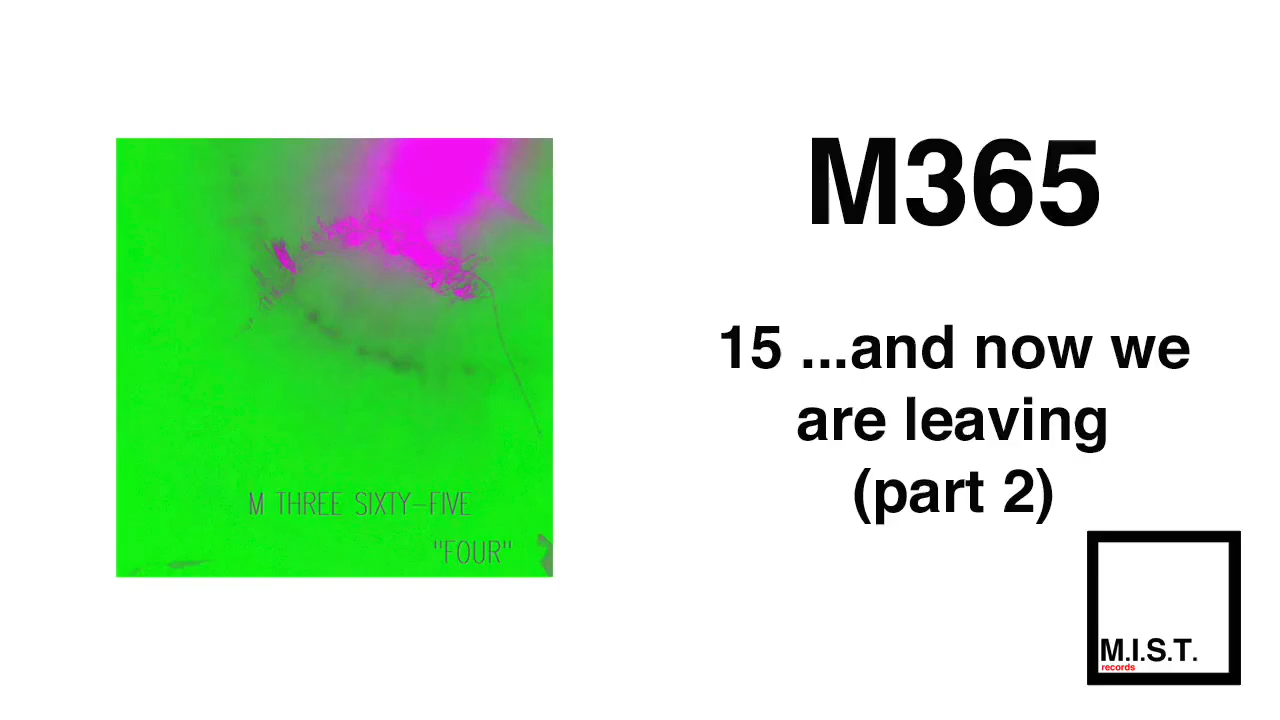 M365
15 ...and now we
are leaving
(part 2)
M THREE SIXTY-FIVE
"FOUR"
M.I.S.T.
records